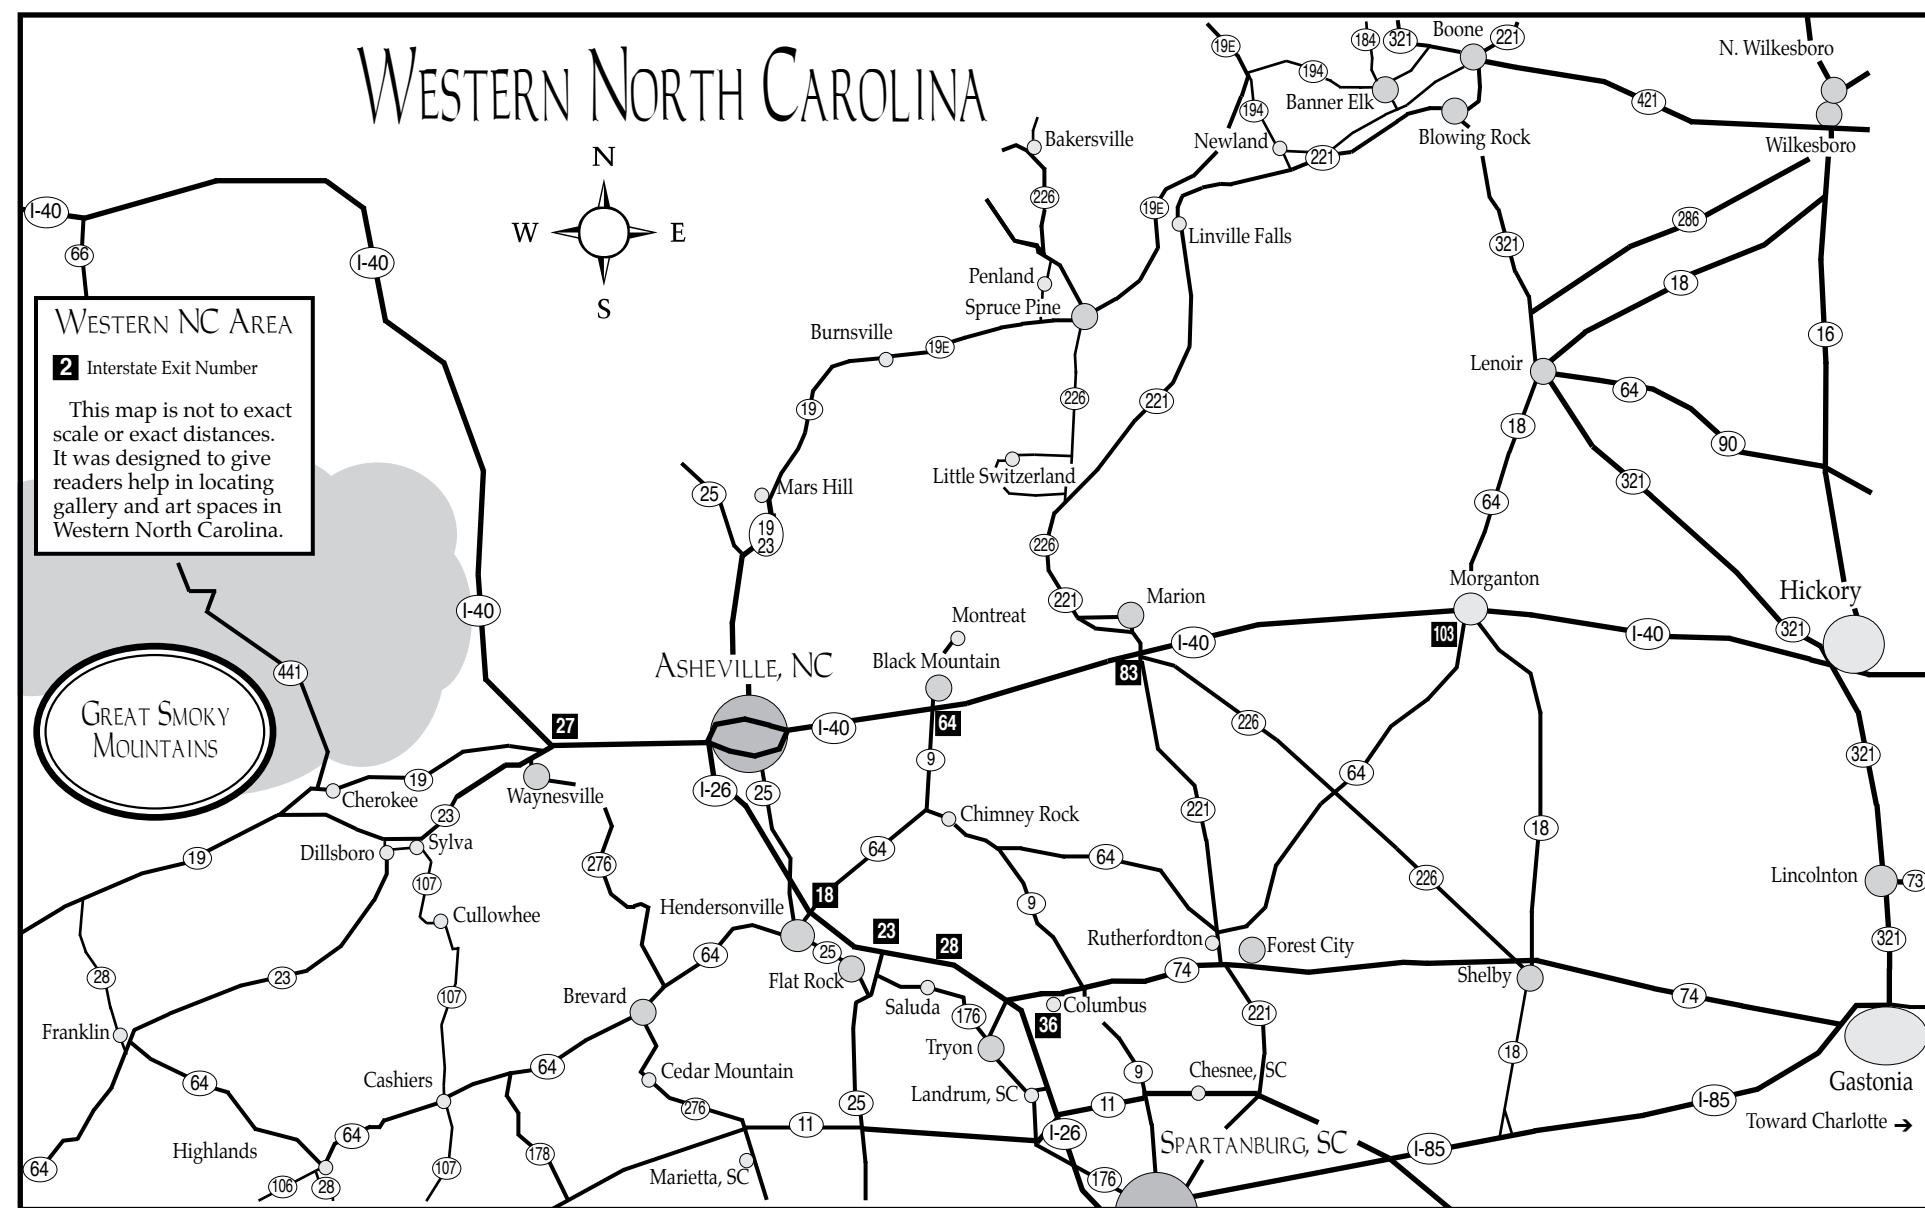 WESTERN NORTH CAROLINA
N
W
E
S
WESTERN NC AREA
2 Interstate Exit Number
This map is not to exact
scale or exact distances.
It was designed to give
readers help in locating
gallery and art spaces in
Western North Carolina.
GREAT SMOKY
MOUNTAINS
19E
184
321
Boone
221
N. Wilkesboro
194
Banner Elk
421
194
Newland
221
Blowing Rock
Wilkesboro
Bakersville
226
19E
I-40
66
I-40
Linville Falls
321
286
18
Penland
Spruce Pine
Burnsville
19E
16
Lenoir
64
19
226
221
18
90
25
Mars Hill
Little Switzerland
321
64
19
23
226
Morganton
Hickory
I-40
221
Marion
Montreat
103
I-40
321
I-40
Black Mountain
83
ASHEVILLE, NC
441
27
I-40
64
226
9
64
321
19
Cherokee
Waynesville
I-26
25
23
221
Chimney Rock
18
Dillsboro
Sylva
19
276
64
64
107
226
Lincolnton
73
18
9
Hendersonville
Cullowhee
23
28
Rutherfordton
Forest City
321
64
25
28
23
Flat Rock
74
Shelby
107
Brevard
Saluda
Columbus
74
176
36
221
Franklin
Tryon
18
64
Cashiers
64
Cedar Mountain
Landrum, SC
9
Chesnee, SC
Gastonia
276
25
11
I-85
11
Toward Charlotte ➔
64
I-26
SPARTANBURG, SC
Highlands
178
I-85
64
107
Marietta, SC
176
106
28